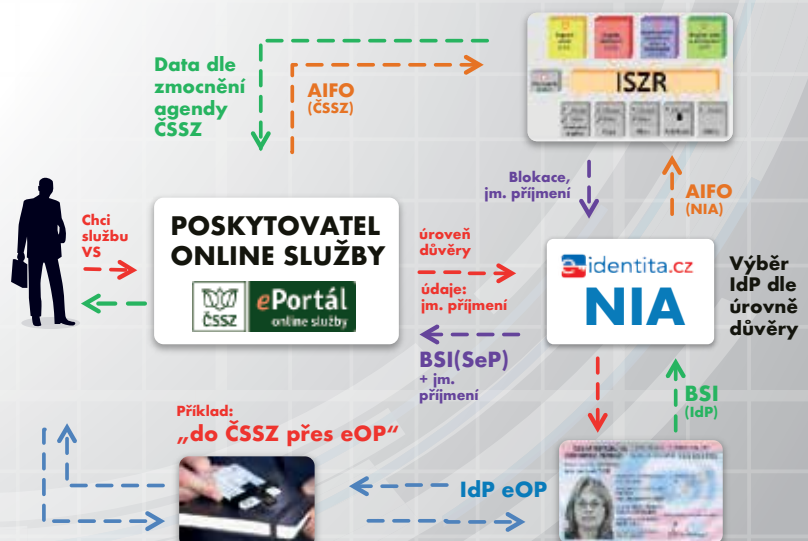 Data dle
zmocnění
agendy
ČSSZ
AIFO
(ČSSZ)
ISZR
Blokace,
jm. příjmení
AIFO
(NIA)
Chci
službu
VS
POSKYTOVATEL
ONLINE SLUŽBY
ČSSZ
ePortál
online služby
úroveň
důvěry
údaje:
jm. příjmení
BSI(SeP)
+ jm.
příjmení
e-identita.cz
NIA
Výběr
IdP dle
úrovně
důvěry
BSI
(IdP)
Příklad:
„do ČSSZ přes eOP“
IdP eOP